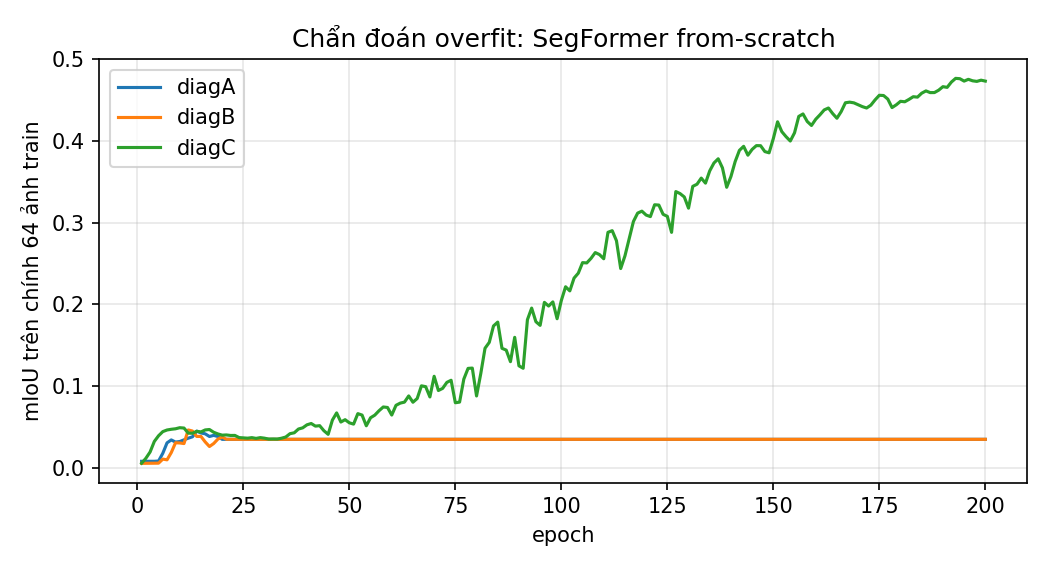 Chẩn đoán overfit: SegFormer from-scratch
mIoU trên chính 64 ảnh train
0.5
0.4
0.3
0.2
0.1
0.0
diagA
diagB
diagC
0 25 50 75 100 125 150 175 200
epoch